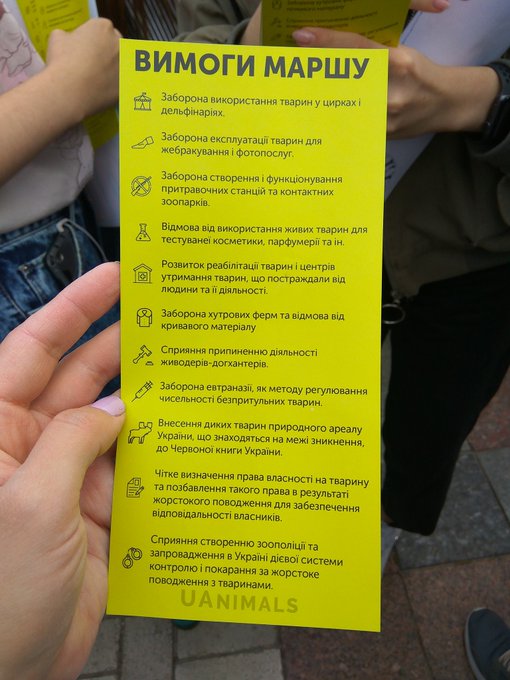 ВИМОГИ МАРШУ
Заборона використання тварин у цирках і
дельфінаріях.
Заборона експлуатації тварин для
жебракування і фотопослуг.
Заборона створення і функціонування
притравочних станцій та контактних
зоопарків.
Відмова від використання живих тварин для
тестуваної косметики, парфумерії та ін.
Розвиток реабілітації тварин і центрів
утримання тварин, що постраждали від
людини та її діяльності.
Заборона хутрових ферм та відмова від
кривавого матеріалу
Сприяння припиненню діяльності
живодерів-догхантерів.
Заборона евтраназії, як методу регулювання
чисельності безпритульних тварин.
Внесення диких тварин природного ареалу
України, що знаходяться на межі зникнення,
до Червоної книги України.
Чітке визначення права власності на тварину
та позбавлення такого права в результаті
жорстокого поводження для забезпечення
відповідальності власників.
Сприяння створенню зоополіції та
запровадження в Україні дієвої системи
контролю і покарання за жорстоке
поводження з тваринами.
UANIMALS